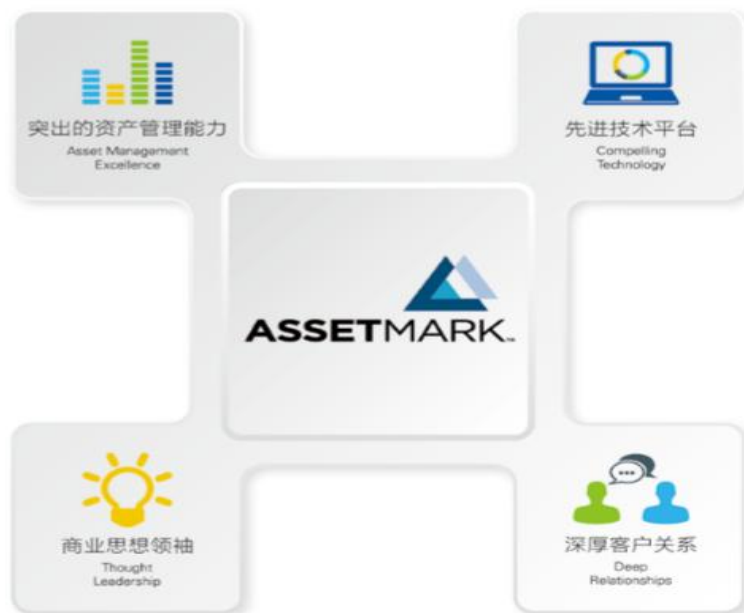 突出的资产管理能力
Asset Management
Excellence
先进技术平台
Compelling
Technology
ASSETMARK™
商业思想领袖
Thought
Leadership
深厚客户关系
Deep
Relationships